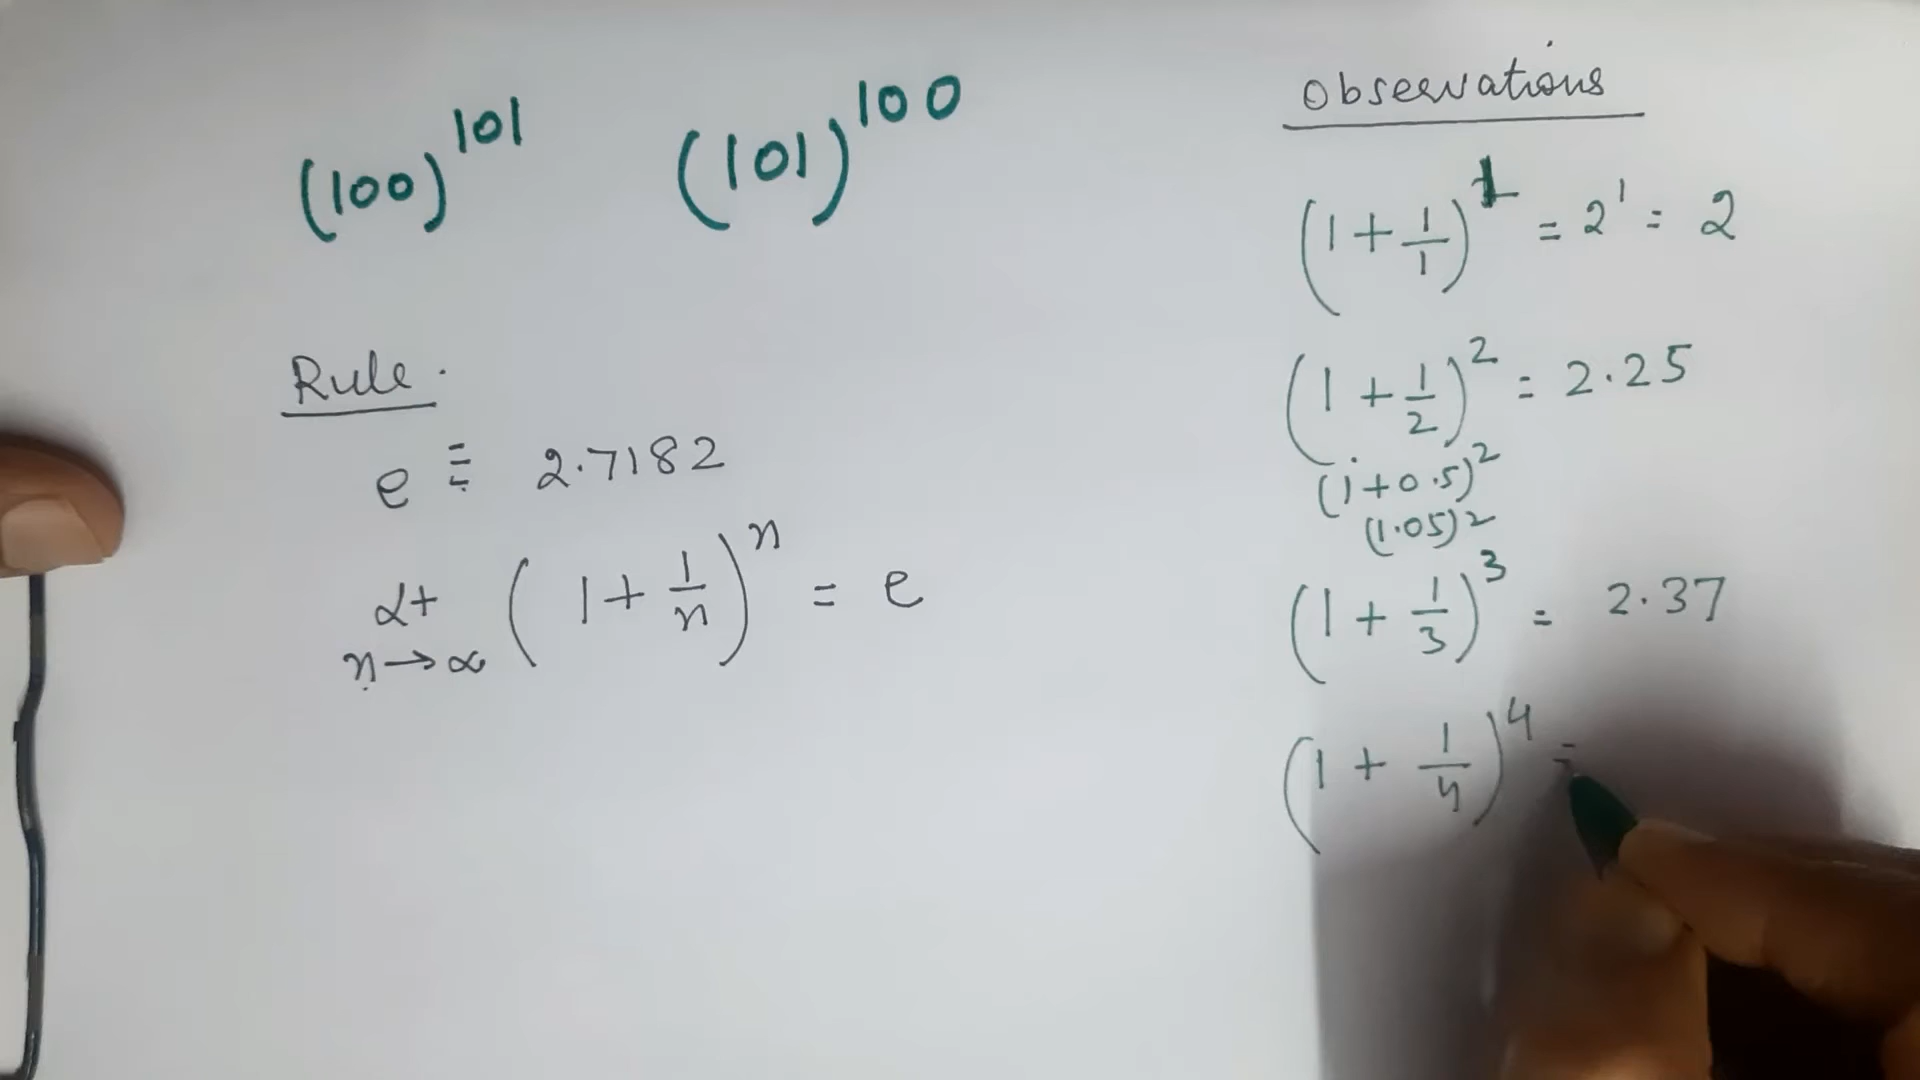 (100)^101 (101)^100
Rule.
e ≡ 2.7182
Lt (1 + 1/n)^n = e
n→∞
Observations
(1 + 1/1)^1 = 2^1 = 2
(1 + 1/2)^2 = 2.25
(1+0.5)^2
(1.05)^2
(1 + 1/3)^3 = 2.37
(1 + 1/4)^4 =